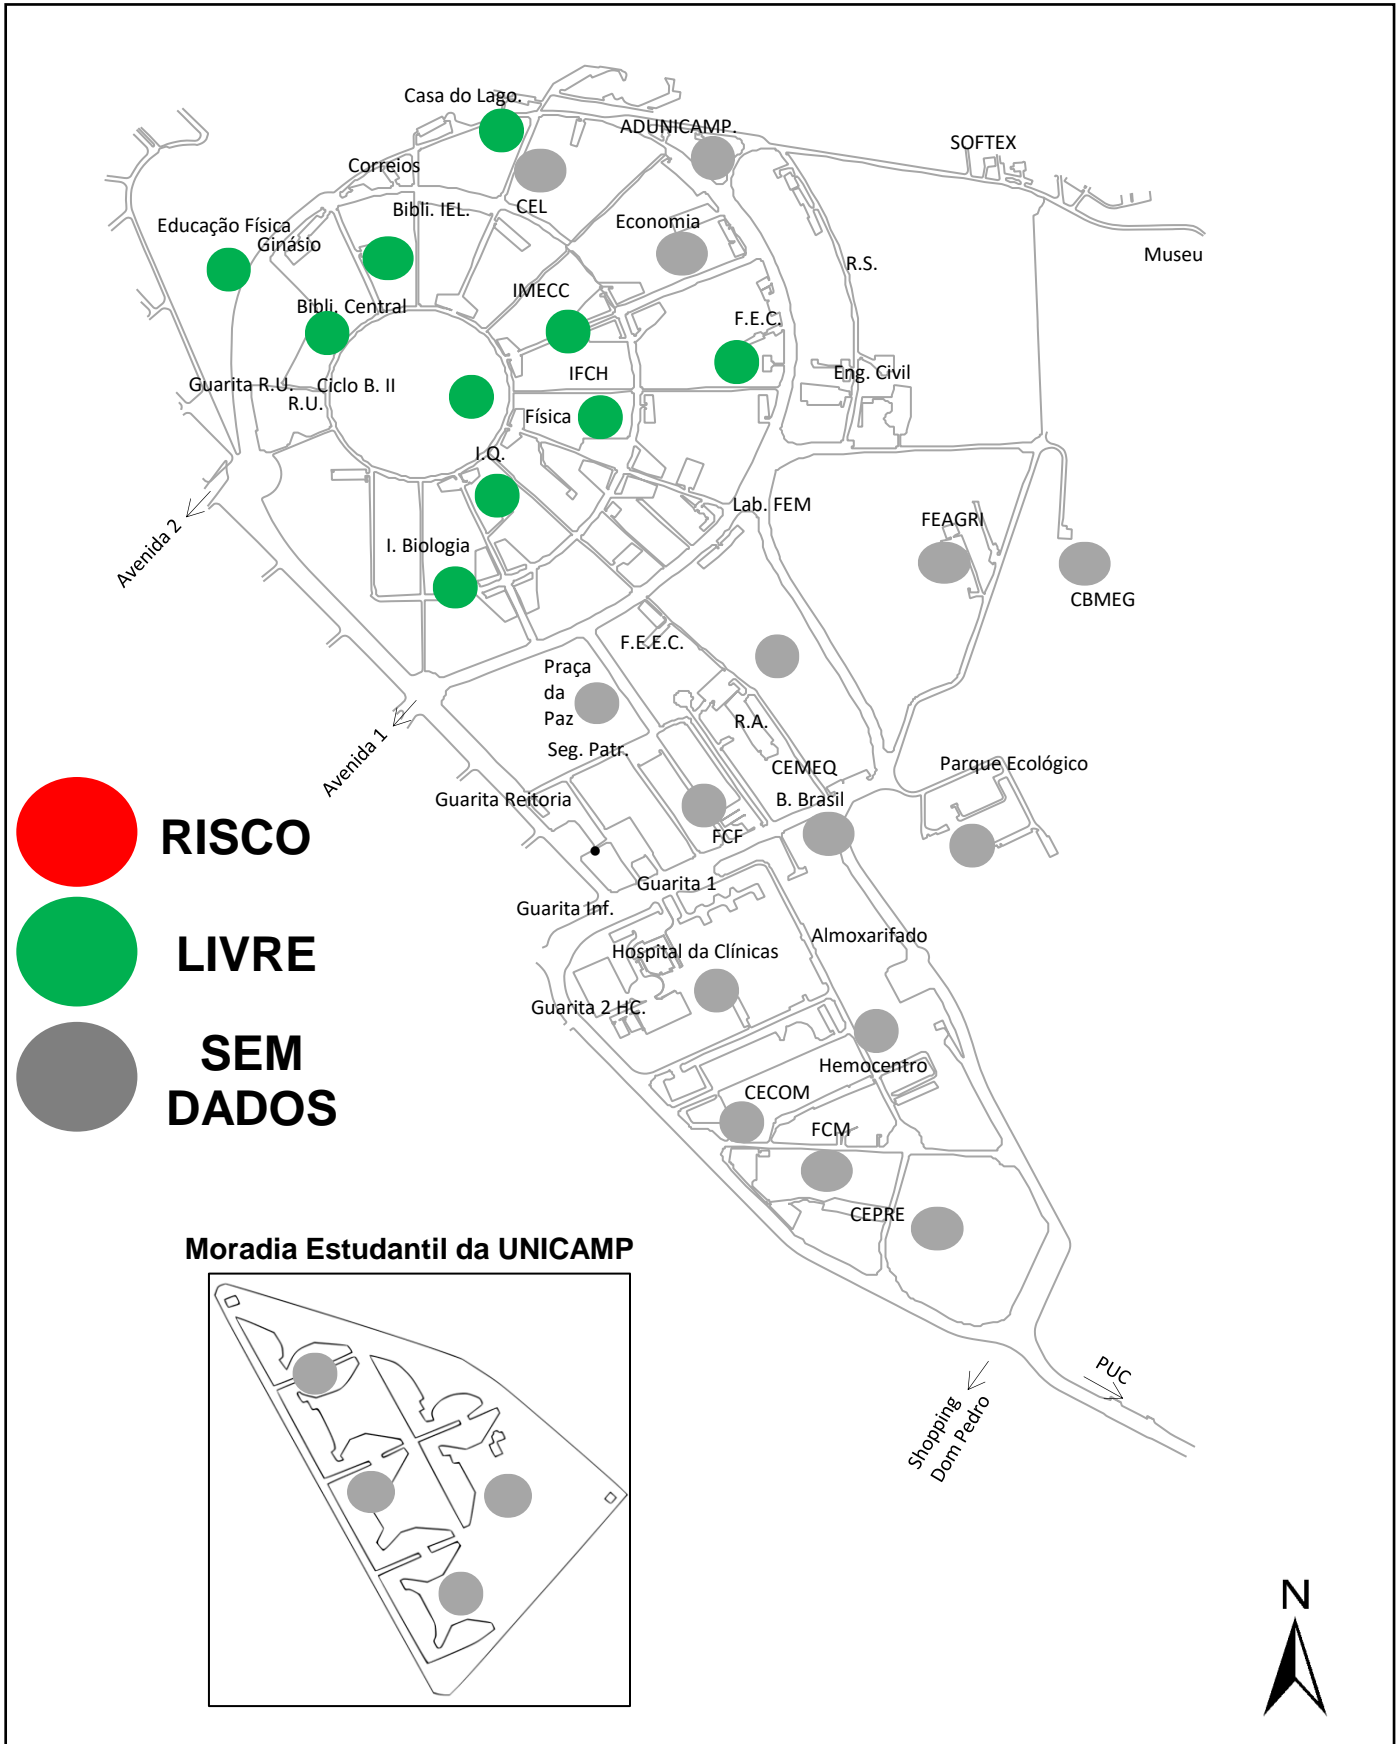 Casa do Lago.
ADUNICAMP.
SOFTEX
Correios
Bibli. IEL.
CEL
Educação Física
Ginásio
Economia
Museu
R.S.
IMECC
Bibli. Central
F.E.C.
Guarita R.U.
Ciclo B. II
IFCH
Eng. Civil
R.U.
Física
I.Q.
Lab. FEM
FEAGRI
Avenida 2
I. Biologia
CBMEG
F.E.E.C.
Praça
da
Paz
R.A.
Avenida 1
Seg. Patr.
CEMEQ
Parque Ecológico
Guarita Reitoria
B. Brasil
FCF
RISCO
Guarita 1
Guarita Inf.
LIVRE
Hospital da Clínicas
Almoxarifado
Guarita 2 HC.
SEM
DADOS
Hemocentro
CECOM
FCM
CEPRE
Moradia Estudantil da UNICAMP
PUC
Shopping
Dom Pedro
N